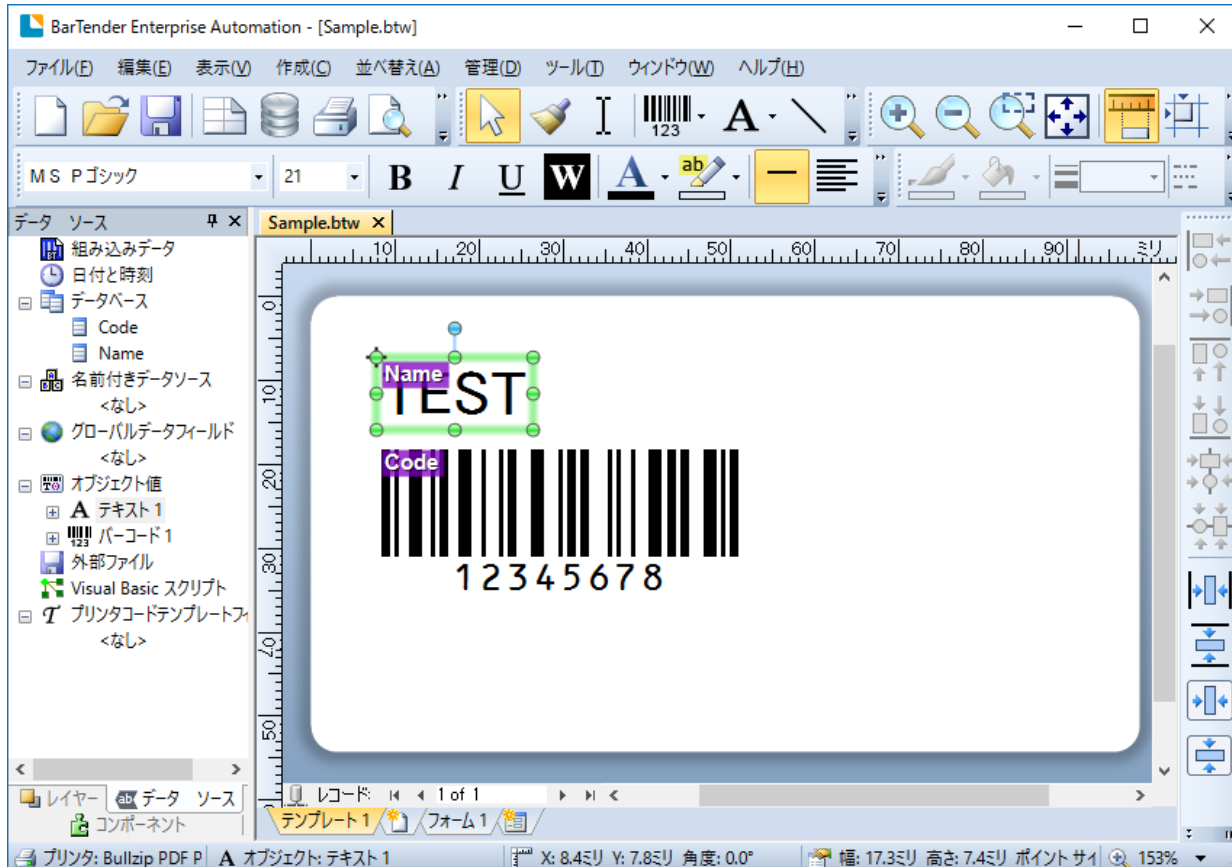 BarTender Enterprise Automation - [Sample.btw]
ファイル(F) 編集(E) 表示(V) 作成(C) 並べ替え(A) 管理(D) ツール(T) ウィンドウ(W) ヘルプ(H)
123 A
ＭＳ Ｐゴシック 21 B I U W A ab
データ ソース Sample.btw
10 20 30 40 50 60 70 80 90 ミリ
組み込みデータ
日付と時刻
データベース
Code
Name
名前付きデータソース
<なし>
グローバルデータフィールド
<なし>
オブジェクト値
A テキスト 1
123 バーコード 1
外部ファイル
Visual Basic スクリプト
T プリンタコードテンプレートフィ
<なし>
0
10
20
30
50
Name
TEST
Code
12345678
レイヤー ab データ ソース
コンポーネント
レコード: 1 of 1
テンプレート 1 フォーム 1
プリンタ: Bullzip PDF P A オブジェクト: テキスト 1 X: 8.4ミリ Y: 7.8ミリ 角度: 0.0° 幅: 17.3ミリ 高さ: 7.4ミリ ポイント サイ 153%